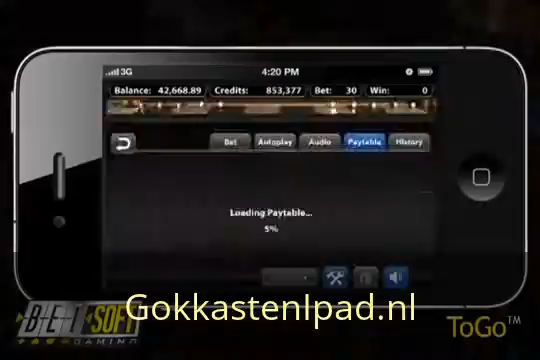 3G 4:20 PM
Balance: 42,668.89 Credits: 853,377 Bet: 30 Win: 0
Bet Autoplay Audio Paytable History
Loading Paytable...
5%
GokkastenIpad.nl
BETSOFT
GAMING
ToGo™